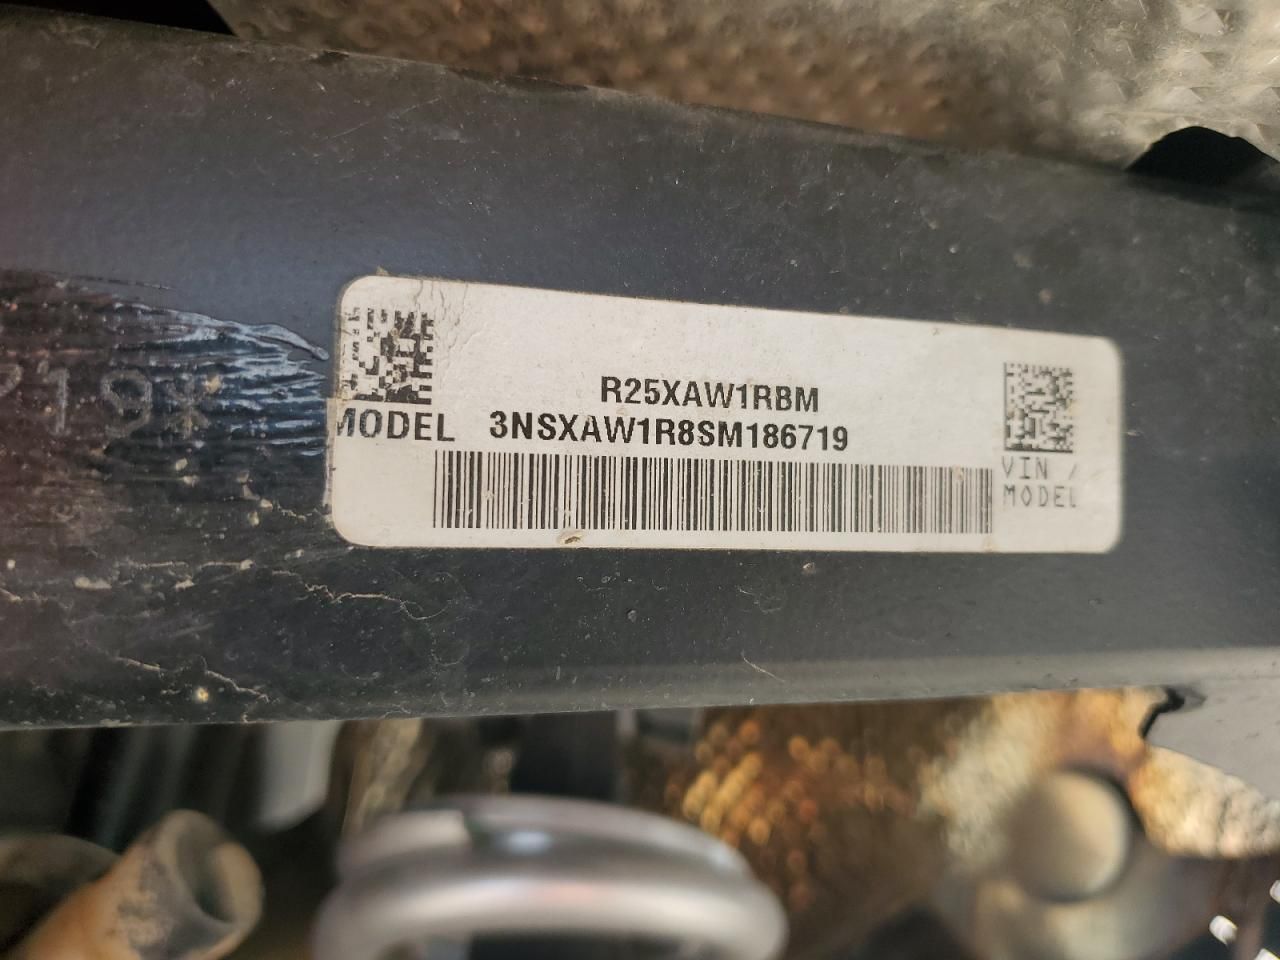 R25XAW1RBM
MODEL 3NSXAW1R8SM186719
VIN /
MODEL